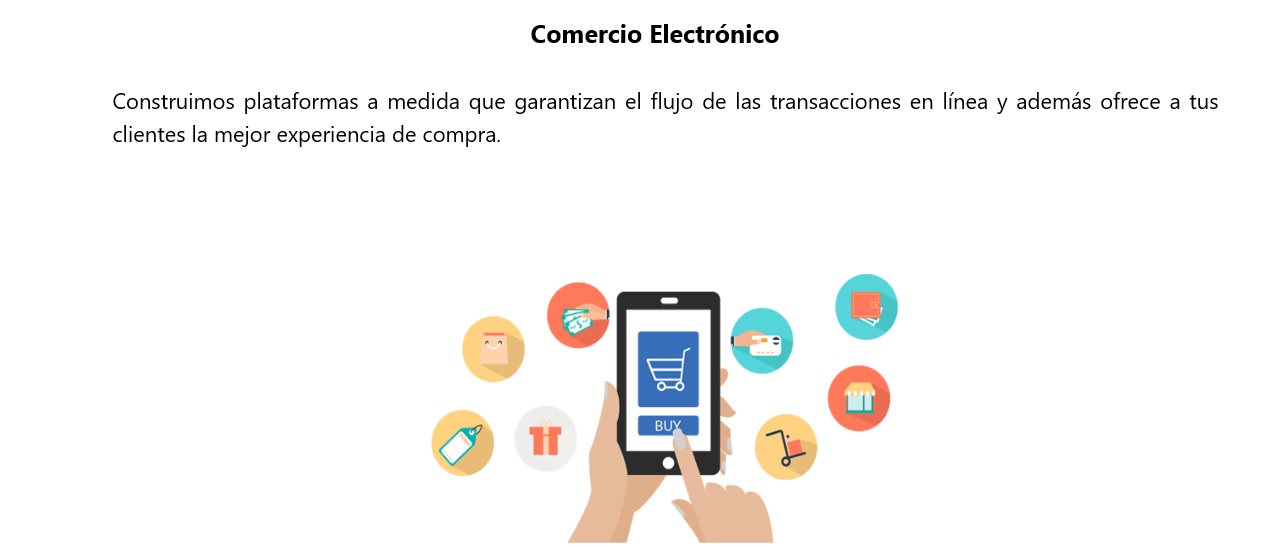 Comercio Electrónico
Construimos plataformas a medida que garantizan el flujo de las transacciones en línea y además ofrece a tus
clientes la mejor experiencia de compra.
BUY